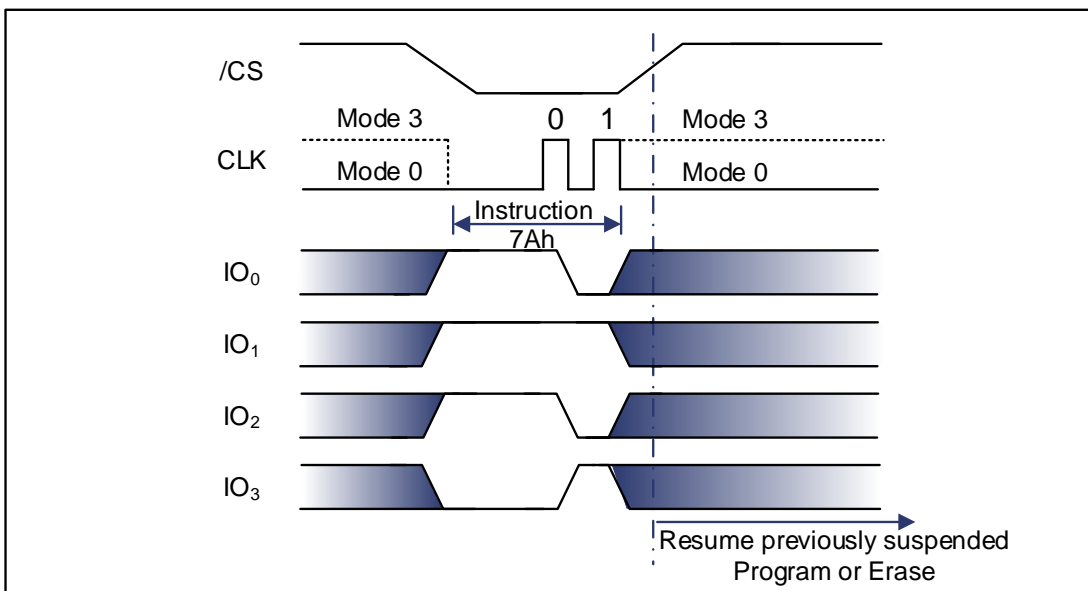 /CS
Mode 3 0 1 Mode 3
CLK
Mode 0 Mode 0
Instruction
7Ah
IO0
IO1
IO2
IO3
Resume previously suspended
Program or Erase